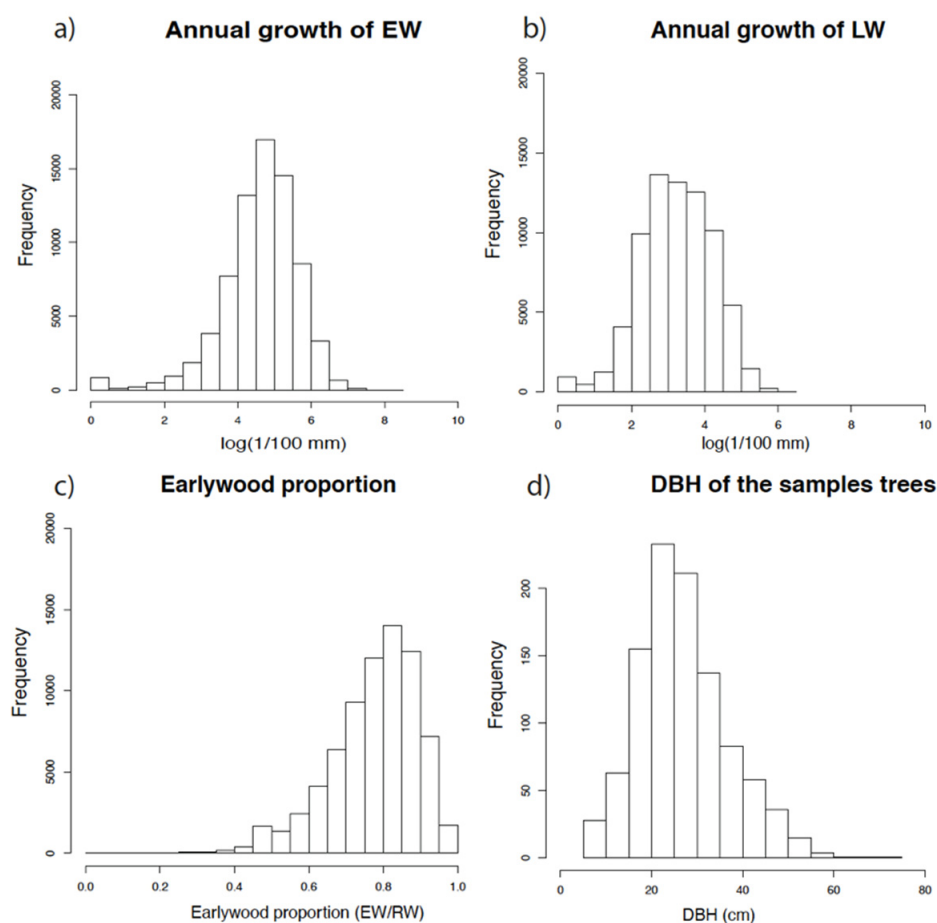 a) Annual growth of EW
Frequency
20000
15000
10000
5000
0
0 2 4 6 8 10
log(1/100 mm)
b) Annual growth of LW
Frequency
20000
15000
10000
5000
0
0 2 4 6 8 10
log(1/100 mm)
c) Earlywood proportion
Frequency
20000
15000
10000
5000
0
0.0 0.2 0.4 0.6 0.8 1.0
Earlywood proportion (EW/RW)
d) DBH of the samples trees
Frequency
200
150
100
50
0
0 20 40 60 80
DBH (cm)